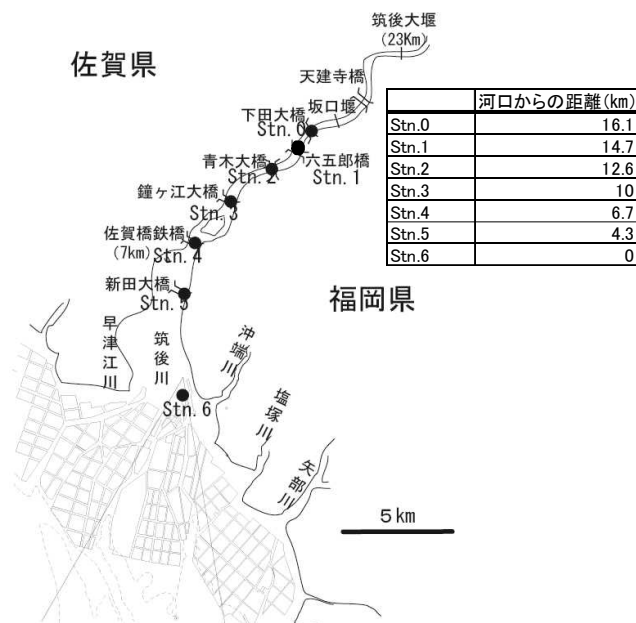 筑後大堰
(23Km)
佐賀県
天建寺橋
坂口堰
下田大橋
Stn.0
六五郎橋
Stn.1
青木大橋
Stn.2
鐘ヶ江大橋
Stn.3
佐賀橋鉄橋
(7km)
Stn.4
新田大橋
Stn.5
福岡県
早津江川
筑後川
沖端川
Stn.6
塩塚川
矢部川
5km
河口からの距離(km)
Stn.0 16.1
Stn.1 14.7
Stn.2 12.6
Stn.3 10
Stn.4 6.7
Stn.5 4.3
Stn.6 0